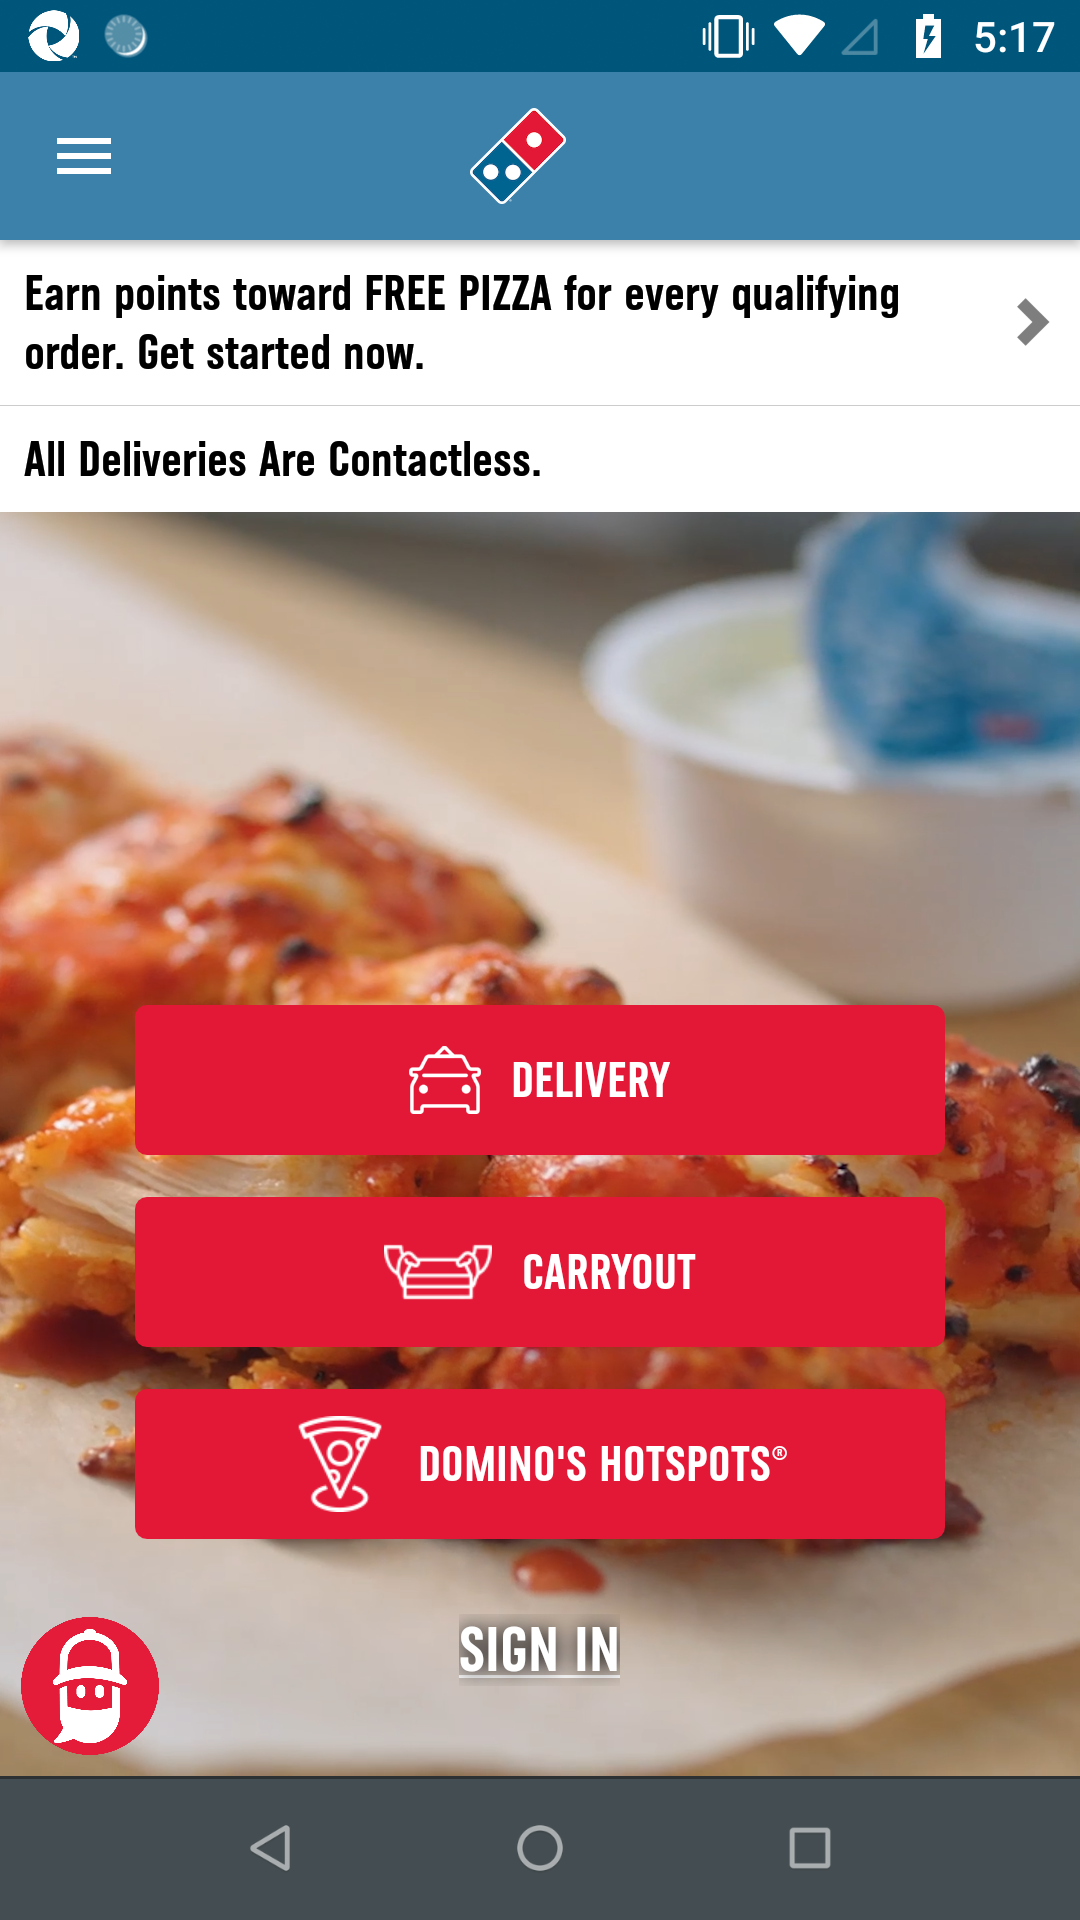 5:17
Earn points toward FREE PIZZA for every qualifying
order. Get started now.
All Deliveries Are Contactless.
DELIVERY
CARRYOUT
DOMINO'S HOTSPOTS®
SIGN IN